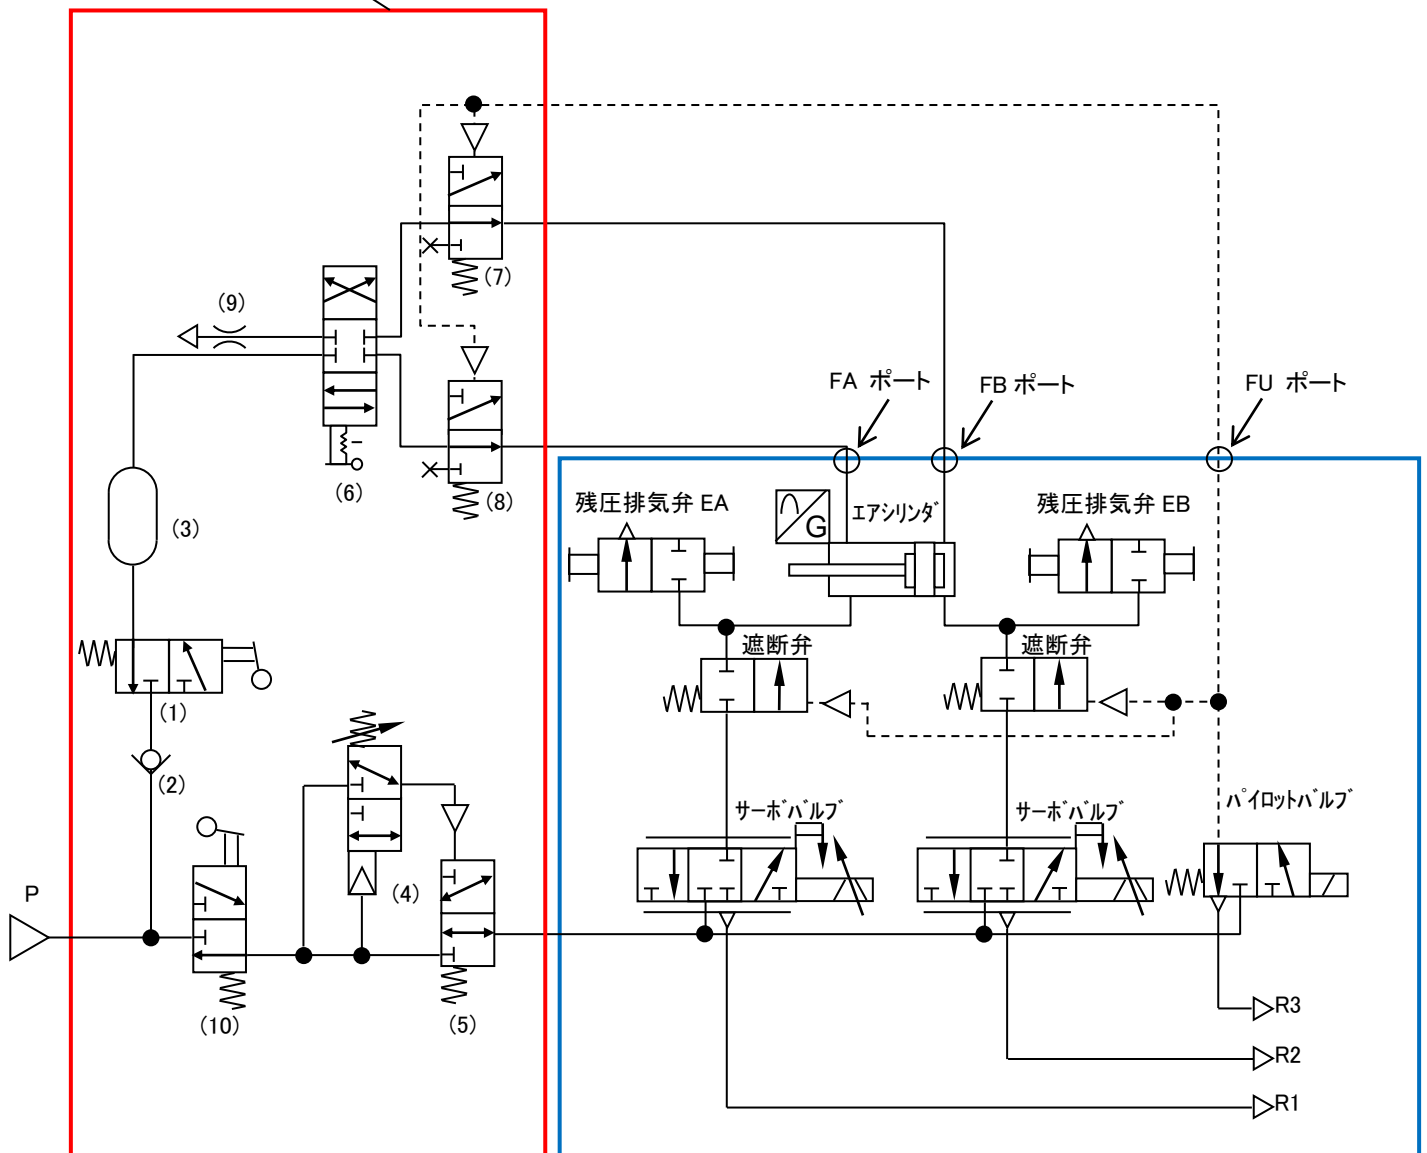 (7)
(9)
FA ポート
FB ポート
FU ポート
(6)
(8)
残圧排気弁 EA
G
エアシリンダ
残圧排気弁 EB
(3)
遮断弁
遮断弁
(1)
(2)
サーボバルブ
サーボバルブ
パイロットバルブ
P
(4)
R3
(10)
(5)
R2
R1